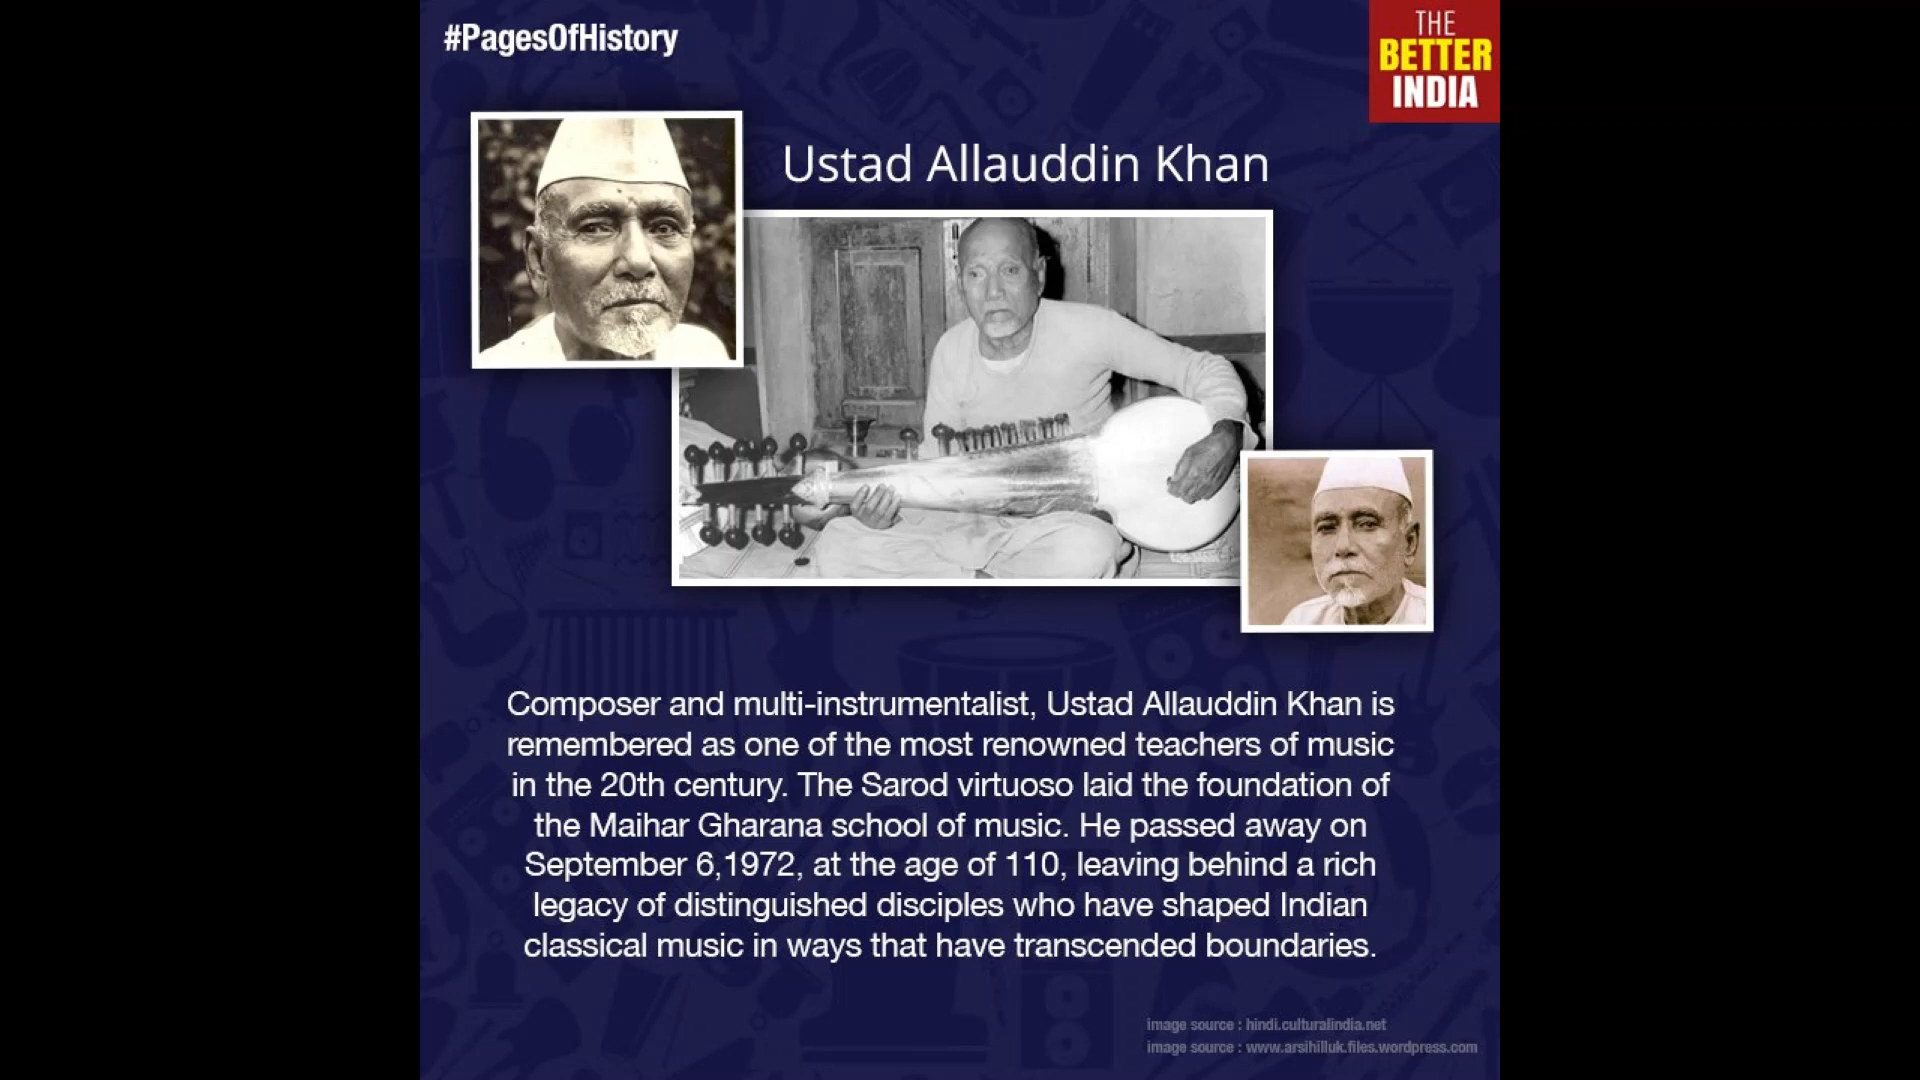 #PagesOfHistory
THE
BETTER
INDIA
Ustad Allauddin Khan
Composer and multi-instrumentalist, Ustad Allauddin Khan is
remembered as one of the most renowned teachers of music
in the 20th century. The Sarod virtuoso laid the foundation of
the Maihar Gharana school of music. He passed away on
September 6,1972, at the age of 110, leaving behind a rich
legacy of distinguished disciples who have shaped Indian
classical music in ways that have transcended boundaries.
image source : hindi.culturalindia.net
image source : www.arsihilluk.files.wordpress.com